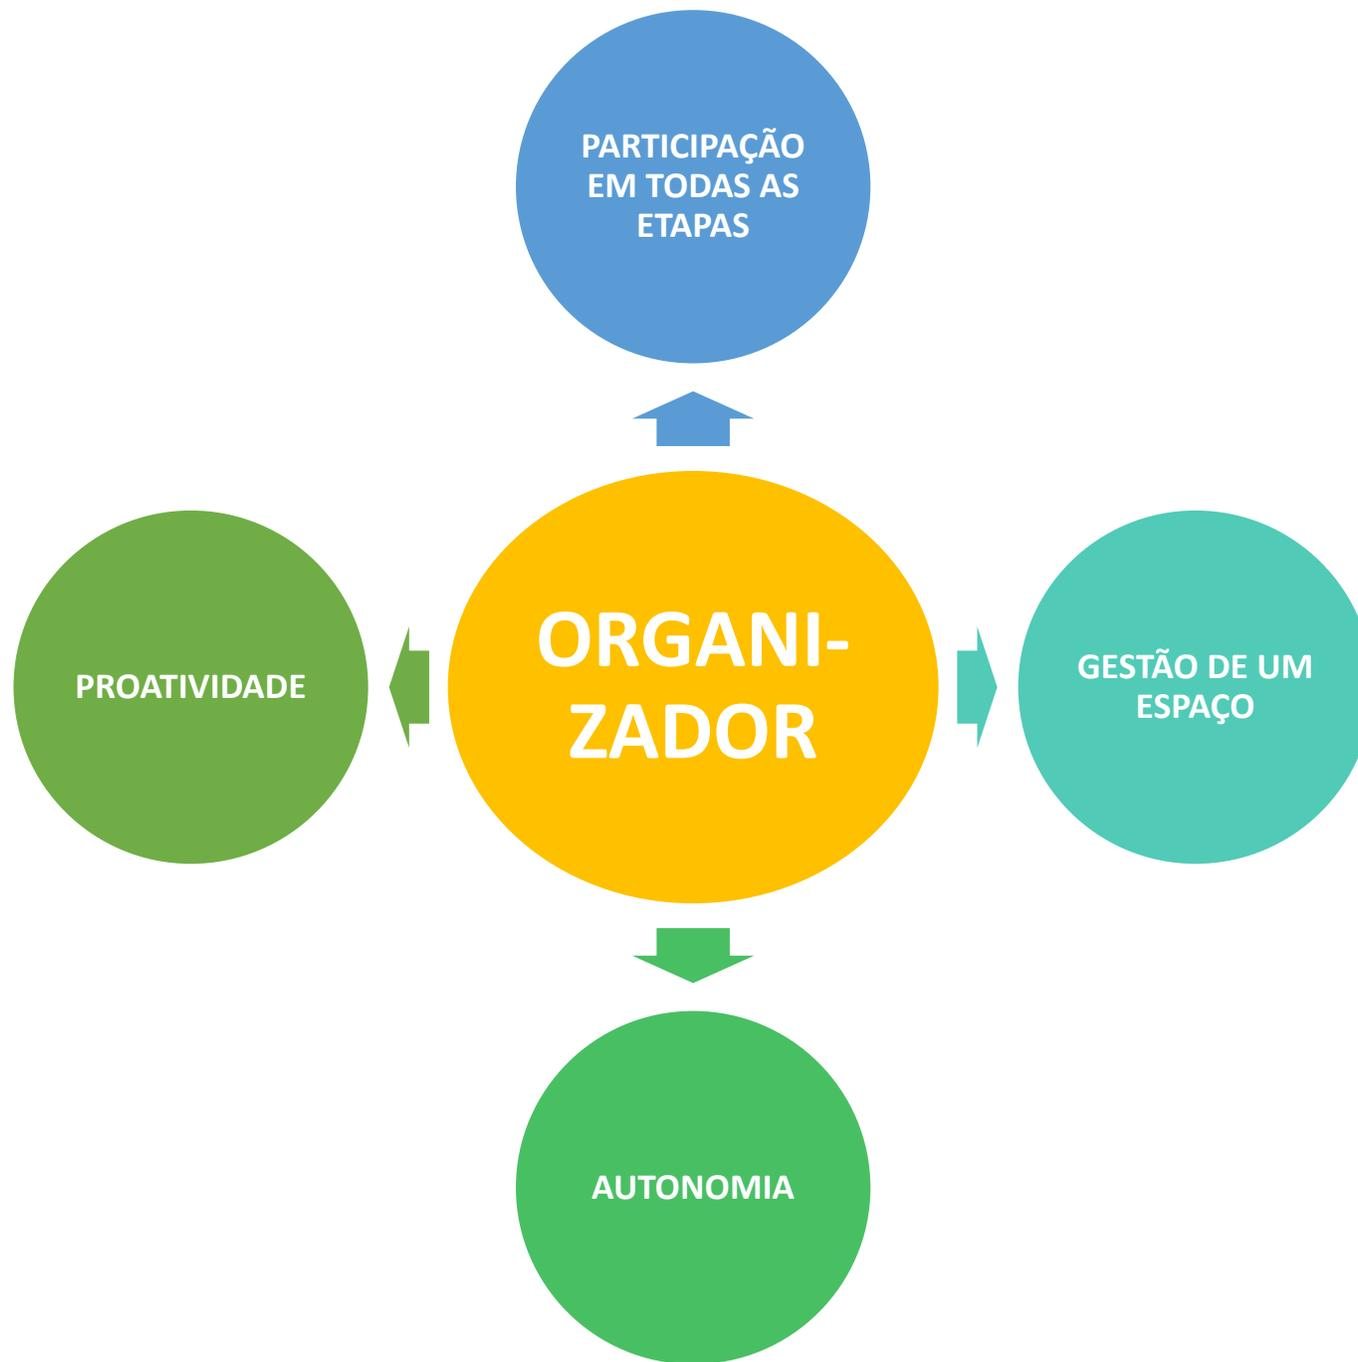 PARTICIPAÇÃO
EM TODAS AS
ETAPAS
PROATIVIDADE
ORGANI-
ZADOR
GESTÃO DE UM
ESPAÇO
AUTONOMIA